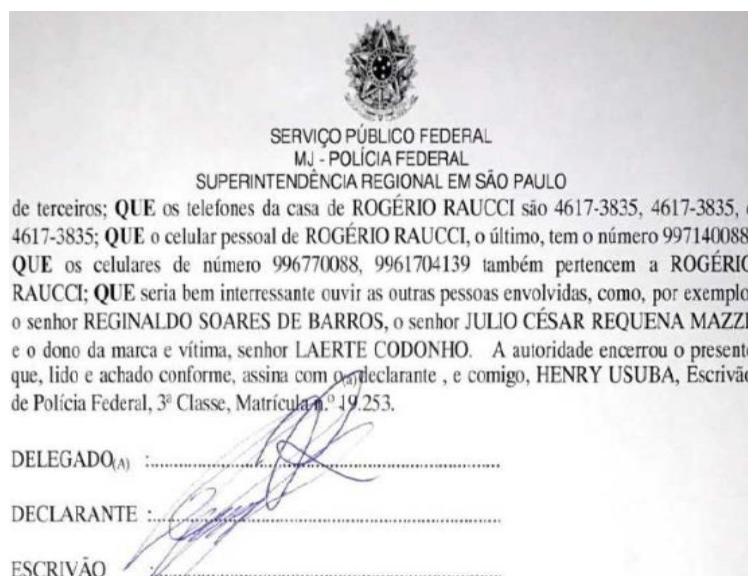 SERVIÇO PÚBLICO FEDERAL
MJ - POLÍCIA FEDERAL
SUPERINTENDÊNCIA REGIONAL EM SÃO PAULO
de terceiros; QUE os telefones da casa de ROGÉRIO RAUCCI são 4617-3835, 4617-3835,
4617-3835; QUE o celular pessoal de ROGÉRIO RAUCCI, o último, tem o número 997140088
QUE os celulares de número 996770088, 9961704139 também pertencem a ROGÉRIO
RAUCCI; QUE seria bem interressante ouvir as outras pessoas envolvidas, como, por exemplo
o senhor REGINALDO SOARES DE BARROS, o senhor JULIO CÉSAR REQUENA MAZZI
e o dono da marca e vítima, senhor LAERTE CODONHO. A autoridade encerrou o presente
que, lido e achado conforme, assina com o(a) declarante , e comigo, HENRY USUBA, Escrivão
de Polícia Federal, 3ª Classe, Matrícula n.º 19.253.
DELEGADO(A) :
DECLARANTE :
ESCRIVÃO :